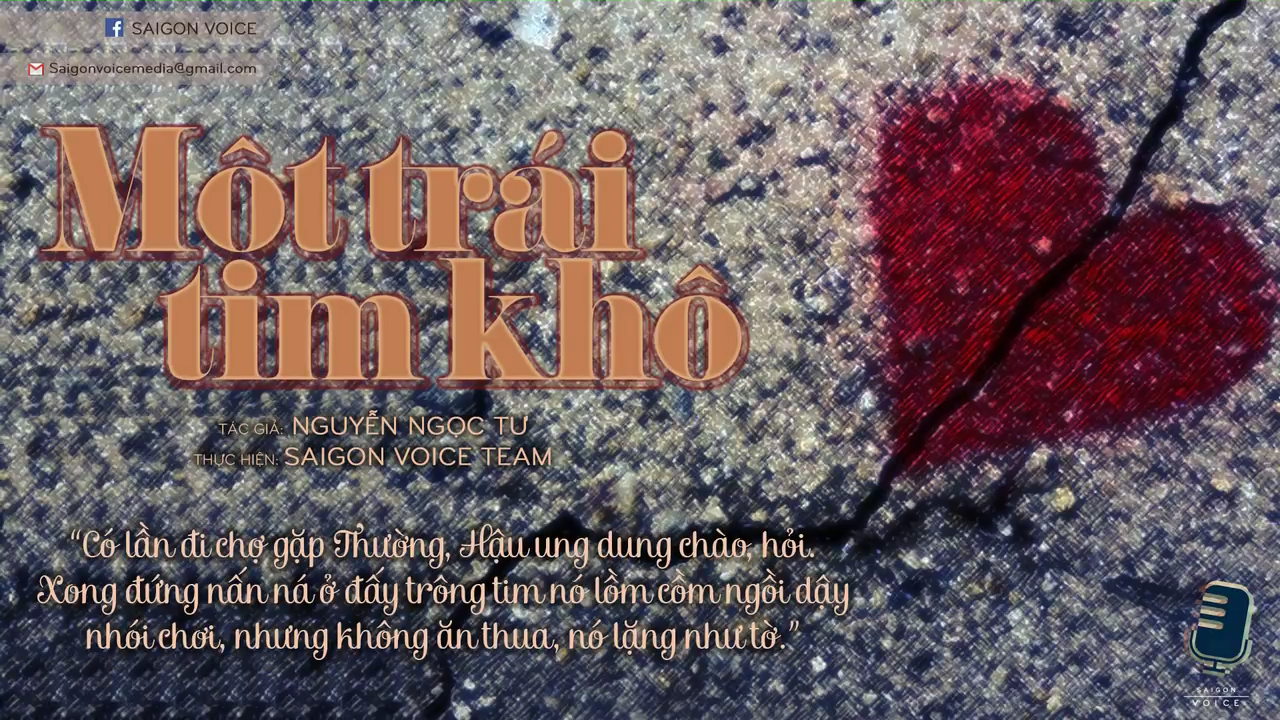 SAIGON VOICE
Saigonvoicemedia@gmail.com
Một trái
tim khô
TÁC GIẢ: NGUYỄN NGỌC TƯ
THỰC HIỆN: SAIGON VOICE TEAM
“Có lần đi chợ gặp Thường, Hậu ung dung chào, hỏi.
Xong đứng nấn ná ở đấy trông tim nó lồm cồm ngồi dậy
nhói chơi, nhưng không ăn thua, nó lặng như tờ.”
SAIGON
VOICE